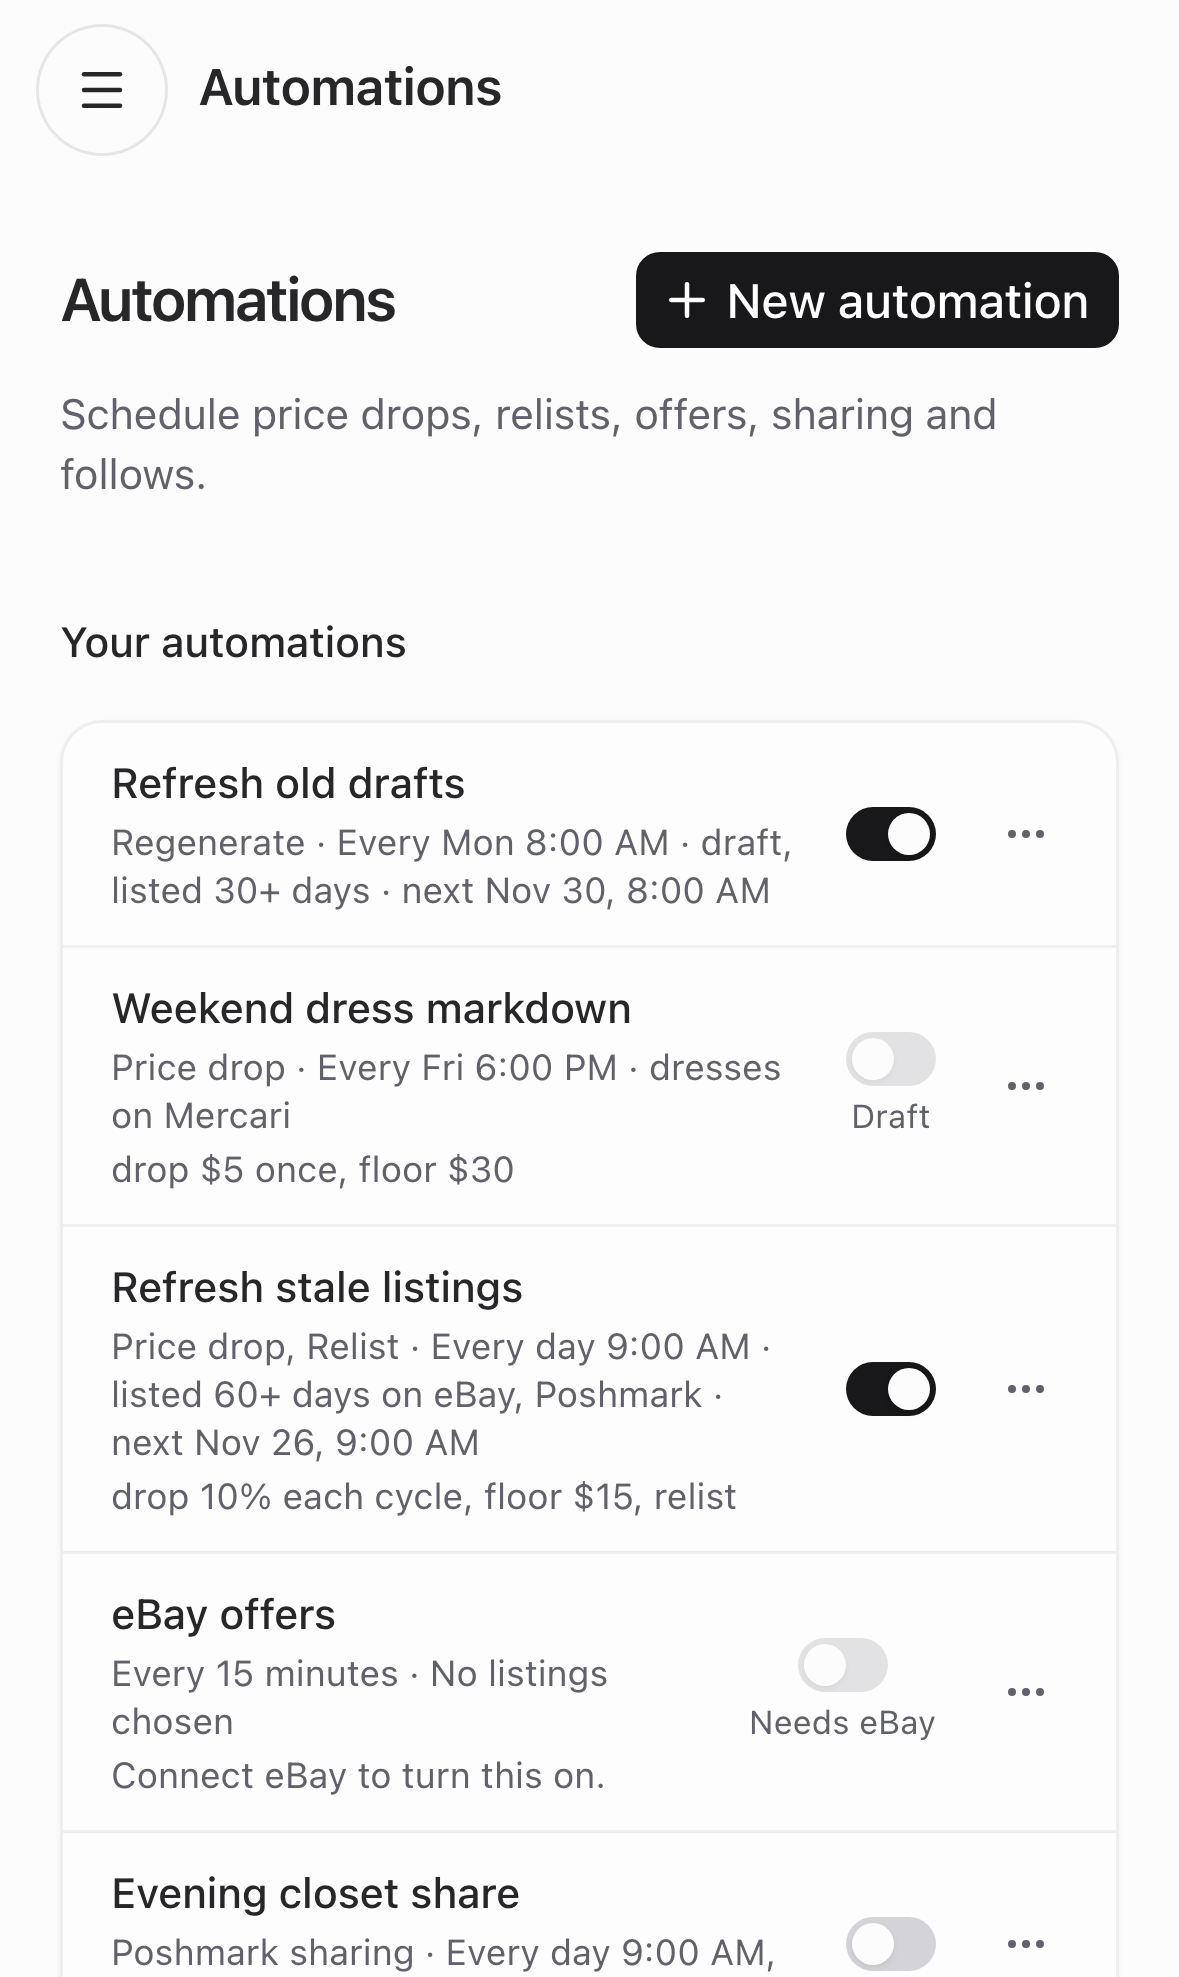 Automations
Automations
+ New automation
Schedule price drops, relists, offers, sharing and
follows.
Your automations
Refresh old drafts
Regenerate · Every Mon 8:00 AM · draft,
listed 30+ days · next Nov 30, 8:00 AM
Weekend dress markdown
Price drop · Every Fri 6:00 PM · dresses
on Mercari
drop $5 once, floor $30
Draft
Refresh stale listings
Price drop, Relist · Every day 9:00 AM ·
listed 60+ days on eBay, Poshmark ·
next Nov 26, 9:00 AM
drop 10% each cycle, floor $15, relist
eBay offers
Every 15 minutes · No listings
chosen
Connect eBay to turn this on.
Needs eBay
Evening closet share
Poshmark sharing · Every day 9:00 AM,